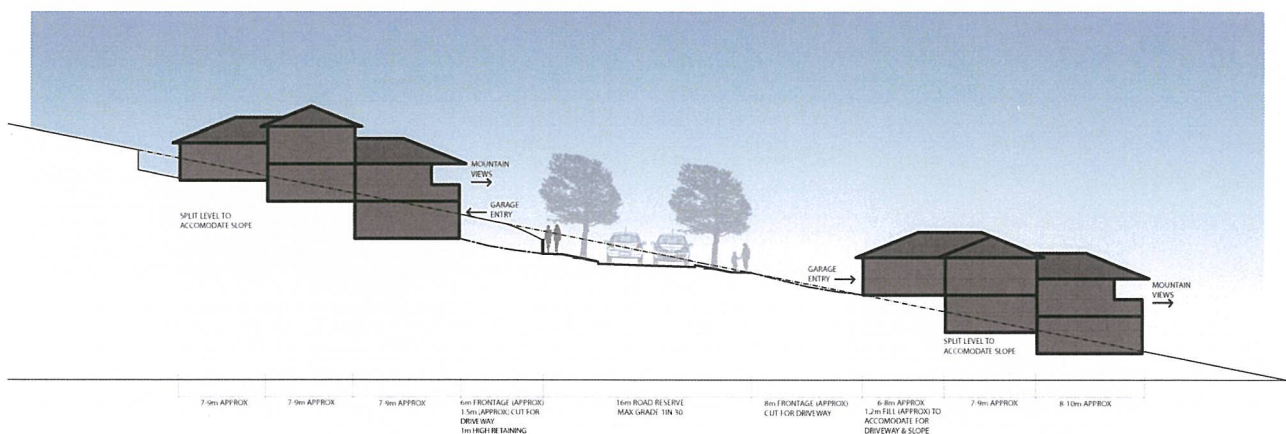 MOUNTAIN
VIEWS
GARAGE
ENTRY
SPLIT LEVEL TO
ACCOMODATE SLOPE
GARAGE
ENTRY
MOUNTAIN
VIEWS
SPLIT LEVEL TO
ACCOMODATE SLOPE
7-9m APPROX
7-9m APPROX
7-9m APPROX
6m FRONTAGE (APPROX)
1.5m (APPROX) CUT FOR
DRIVEWAY
1m HIGH RETAINING
16m ROAD RESERVE
MAX GRADE 1IN 30
8m FRONTAGE (APPROX)
CUT FOR DRIVEWAY
6-8m APPROX
1.2m FILL (APPROX) TO
ACCOMODATE FOR
DRIVEWAY & SLOPE
7-9m APPROX
8-10m APPROX